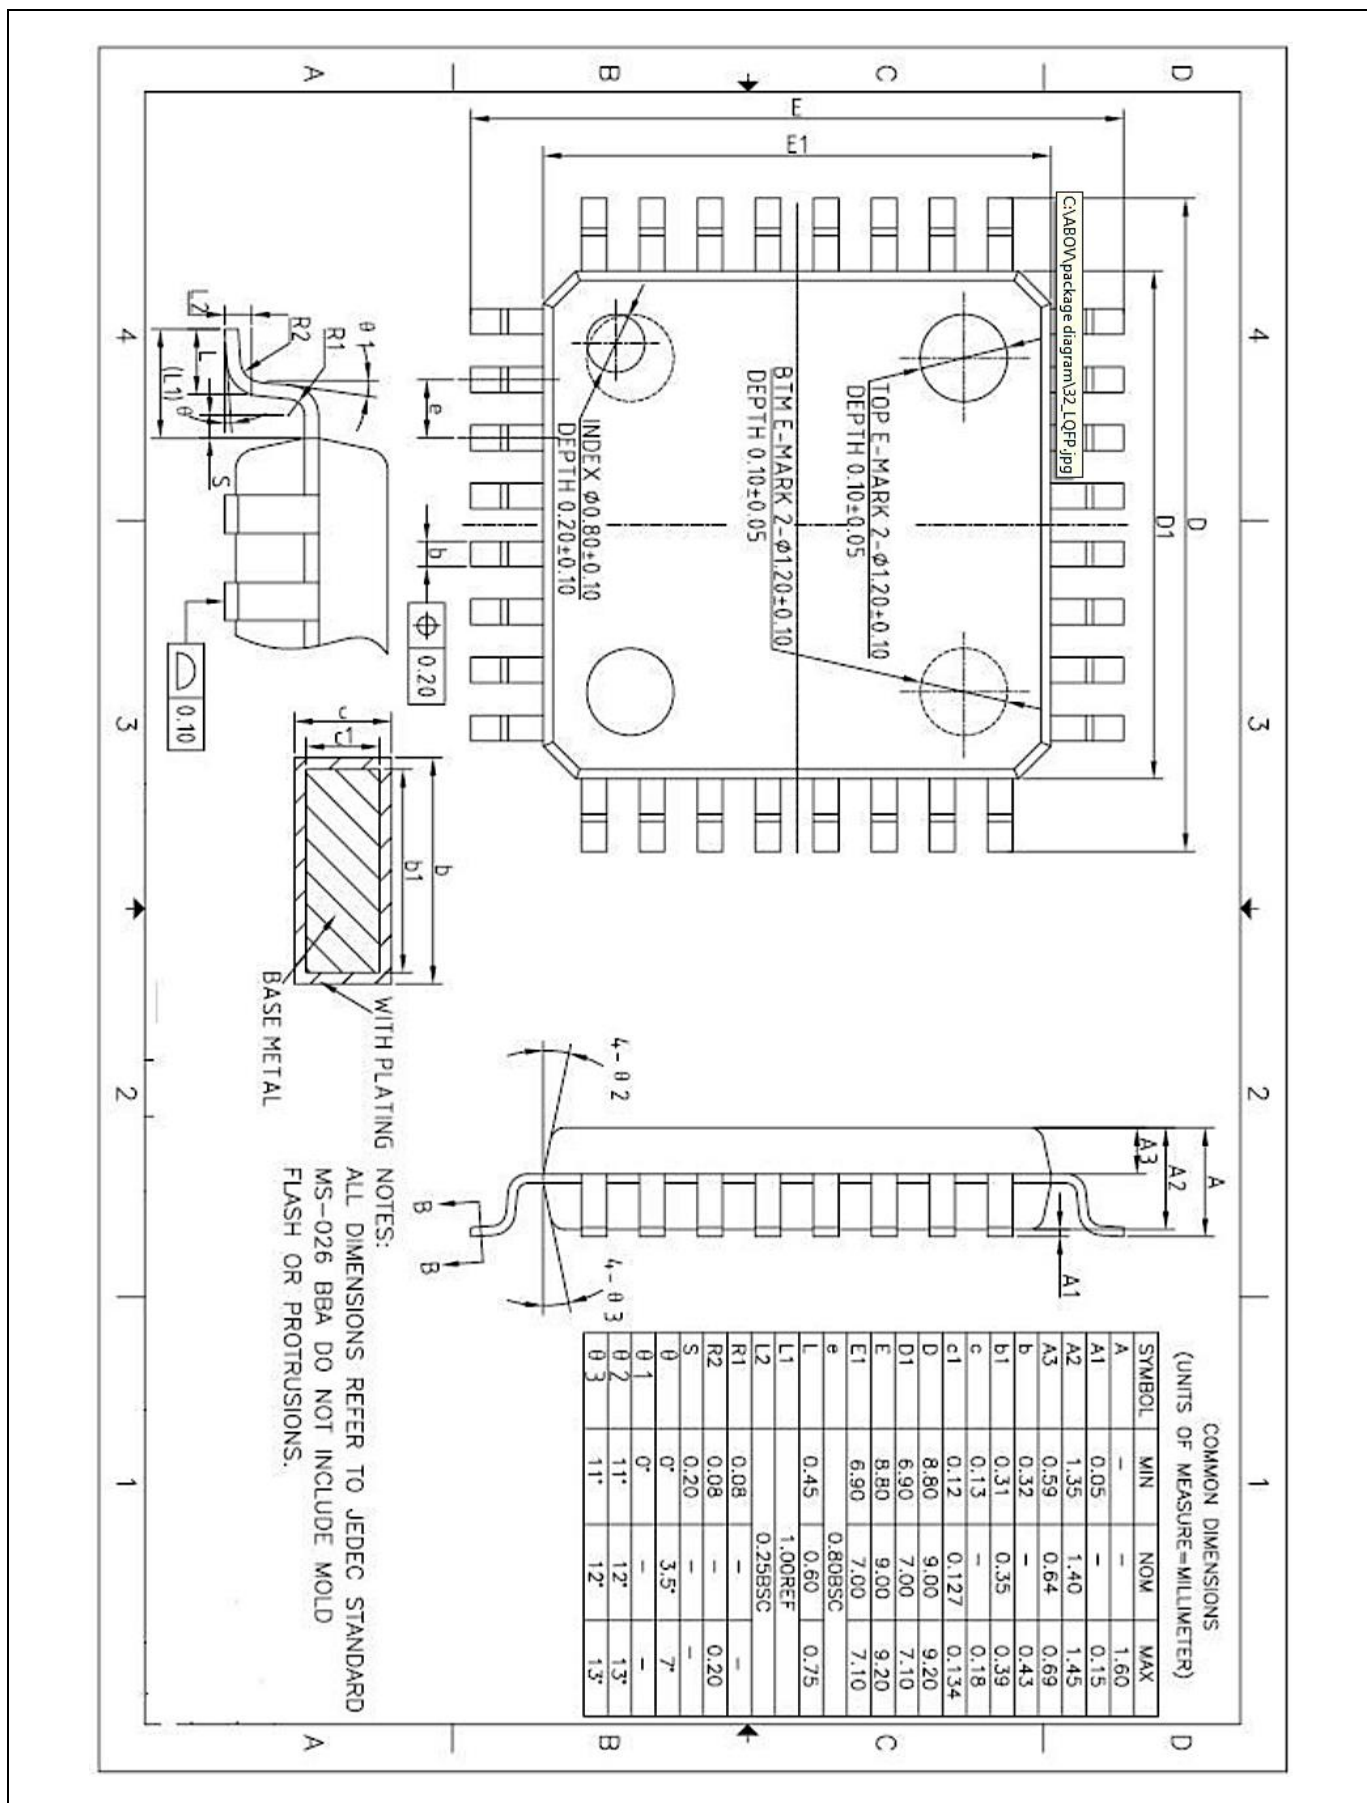 D
C
B
A
D
C
B
A
4
3
2
1
4
3
2
1
C:\ABOV\package diagram\32_LQFP.jpg
D
D1
E
E1
TOP E-MARK 2-Φ1.20±0.10
DEPTH 0.10±0.05
BTM E-MARK 2-Φ1.20±0.10
DEPTH 0.10±0.05
INDEX Φ0.80±0.10
DEPTH 0.20±0.10
e
b
0.20
A
A2
A3
A1
4-θ2
4-θ3
B
B
COMMON DIMENSIONS
(UNITS OF MEASURE=MILLIMETER)
SYMBOL MIN NOM MAX
A - - 1.60
A1 0.05 - 0.15
A2 1.35 1.40 1.45
A3 0.59 0.64 0.69
b 0.32 - 0.43
b1 0.31 0.35 0.39
c 0.13 - 0.18
c1 0.12 0.127 0.134
D 8.80 9.00 9.20
D1 6.90 7.00 7.10
E 8.80 9.00 9.20
E1 6.90 7.00 7.10
e 0.80BSC
L 0.45 0.60 0.75
L1 1.00REF
L2 0.25BSC
R1 0.08 - -
R2 0.08 - 0.20
S 0.20 - -
θ 0° 3.5° 7°
θ1 0° - -
θ2 11° 12° 13°
θ3 11° 12° 13°
θ1
R1
R2
L2
L
(L1)
θ
S
0.10
c
c1
b
b1
WITH PLATING
BASE METAL
NOTES:
ALL DIMENSIONS REFER TO JEDEC STANDARD
MS-026 BBA DO NOT INCLUDE MOLD
FLASH OR PROTRUSIONS.